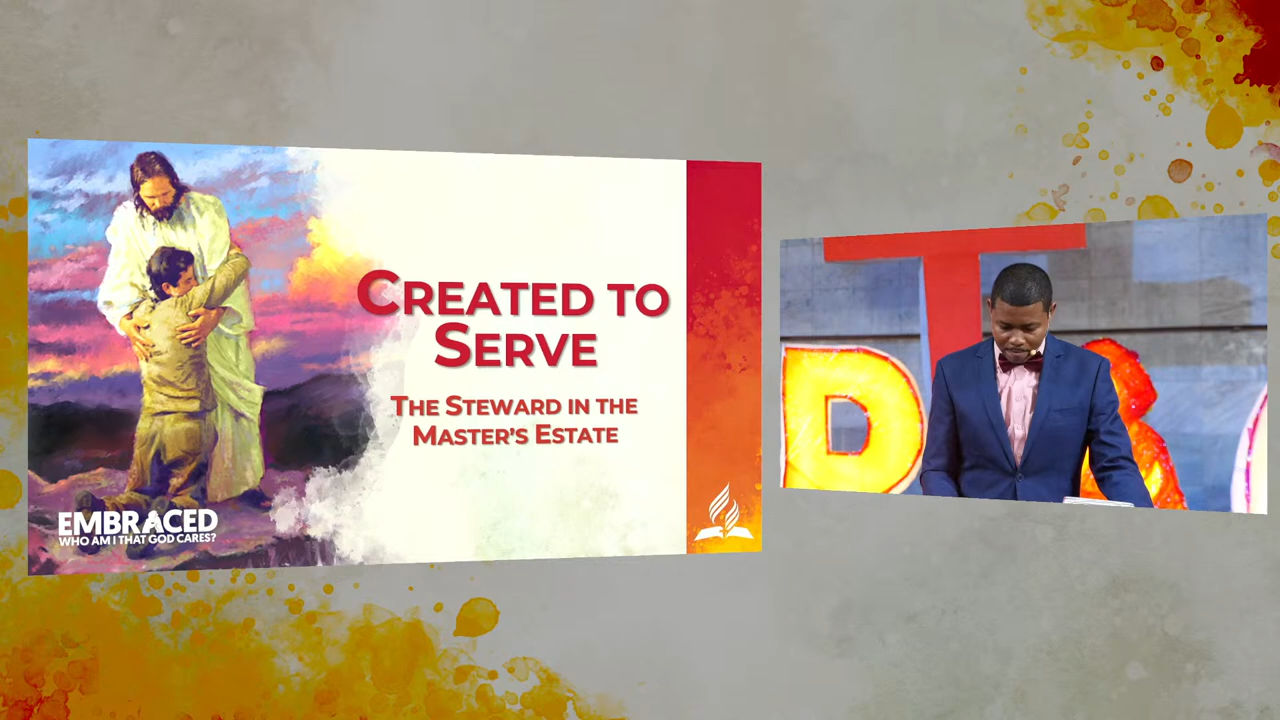 CREATED TO
SERVE
THE STEWARD IN THE
MASTER'S ESTATE
EMBRACED
WHO AM I THAT GOD CARES?
T
D